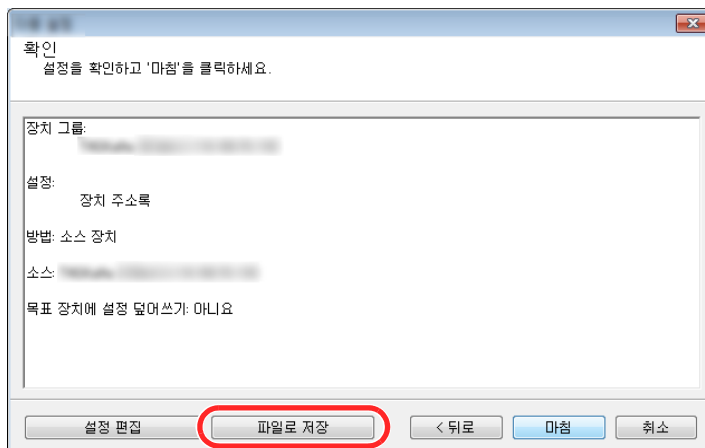 확인
설정을 확인하고 '마침'을 클릭하세요.
장치 그룹:
설정:
장치 주소록
방법: 소스 장치
소스:
목표 장치에 설정 덮어쓰기: 아니요
설정 편집
파일로 저장
< 뒤로
마침
취소